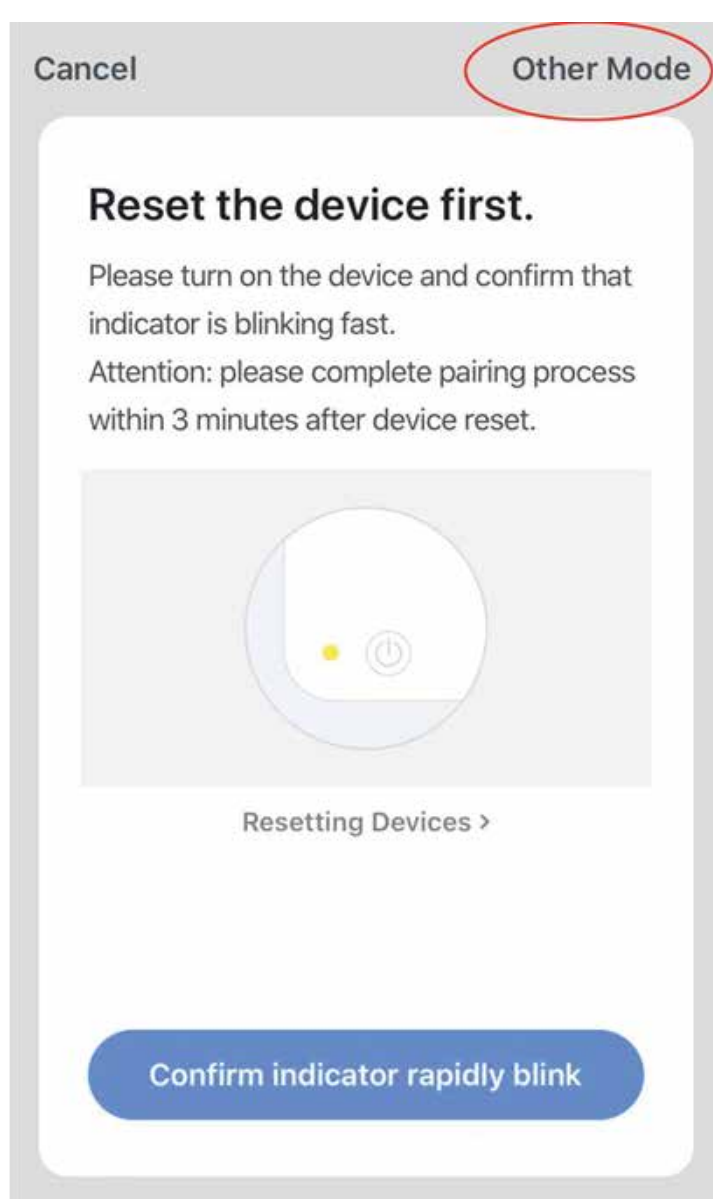 Cancel
Other Mode
Reset the device first.
Please turn on the device and confirm that
indicator is blinking fast.
Attention: please complete pairing process
within 3 minutes after device reset.
Resetting Devices >
Confirm indicator rapidly blink